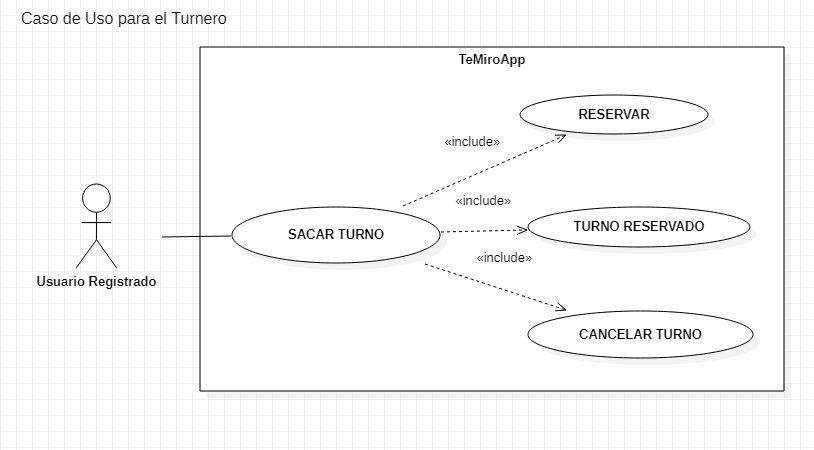 Caso de Uso para el Turnero
TeMiroApp
RESERVAR
«include»
«include»
SACAR TURNO
TURNO RESERVADO
«include»
Usuario Registrado
CANCELAR TURNO